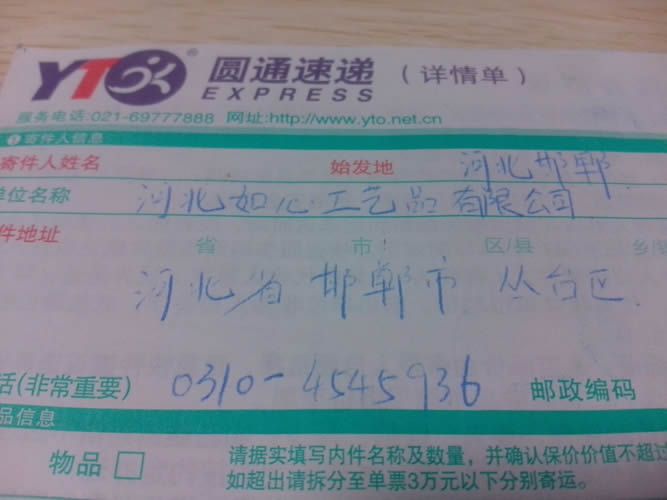 YTO® 圆通速递 (详情单)
EXPRESS
服务电话:021-69777888 网址:http://www.yto.net.cn
❶寄件人信息
寄件人姓名 始发地 河北邯郸
单位名称 河北如心工艺品有限公司
件地址 省 市 区/县 乡/
河北省邯郸市丛台区
话(非常重要) 0310-4545936 邮政编码
品信息
物品 □ 请据实填写内件名称及数量，并确认保价价值不超过
如超出请拆分至单票3万元以下分别寄运。